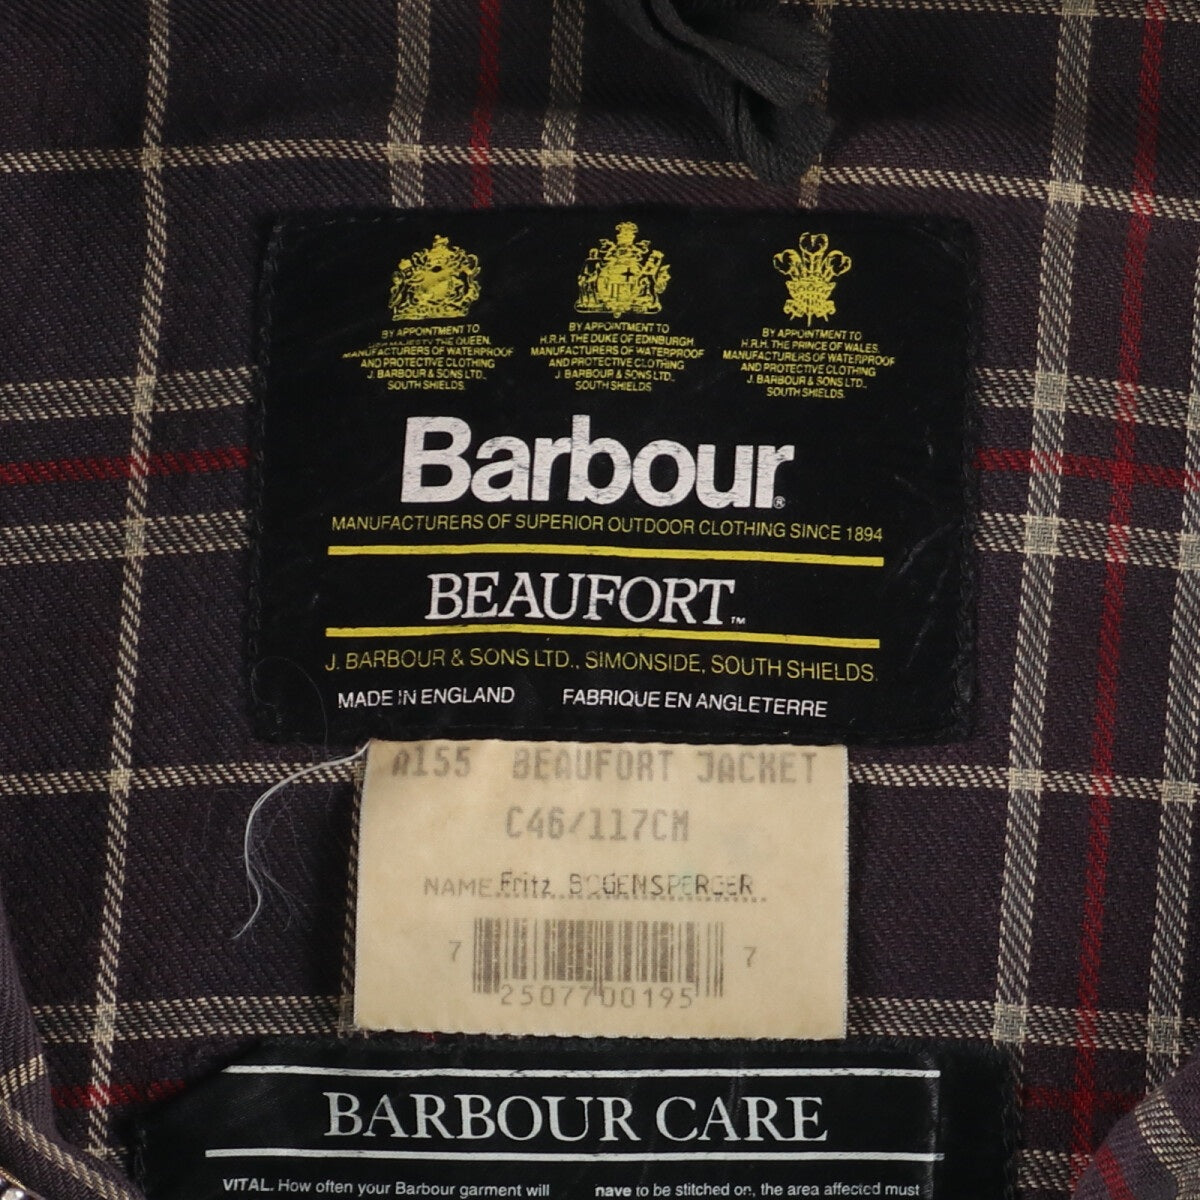 BY APPOINTMENT TO
HER MAJESTY THE QUEEN
MANUFACTURERS OF WATERPROOF
AND PROTECTIVE CLOTHING
J. BARBOUR & SONS LTD.,
SOUTH SHIELDS.
BY APPOINTMENT TO
H.R.H. THE DUKE OF EDINBURGH
MANUFACTURERS OF WATERPROOF
AND PROTECTIVE CLOTHING
J. BARBOUR & SONS LTD.,
SOUTH SHIELDS.
BY APPOINTMENT TO
H.R.H. THE PRINCE OF WALES
MANUFACTURERS OF WATERPROOF
AND PROTECTIVE CLOTHING
J. BARBOUR & SONS LTD.,
SOUTH SHIELDS.
Barbour®
MANUFACTURERS OF SUPERIOR OUTDOOR CLOTHING SINCE 1894
BEAUFORT™
J. BARBOUR & SONS LTD., SIMONSIDE, SOUTH SHIELDS.
MADE IN ENGLAND FABRIQUE EN ANGLETERRE
A155 BEAUFORT JACKET
C46/117CM
NAME Fritz BOGENSPERGER
7 2507700195 7
BARBOUR CARE
VITAL. How often your Barbour garment will
have to be stitched on, the area affected must